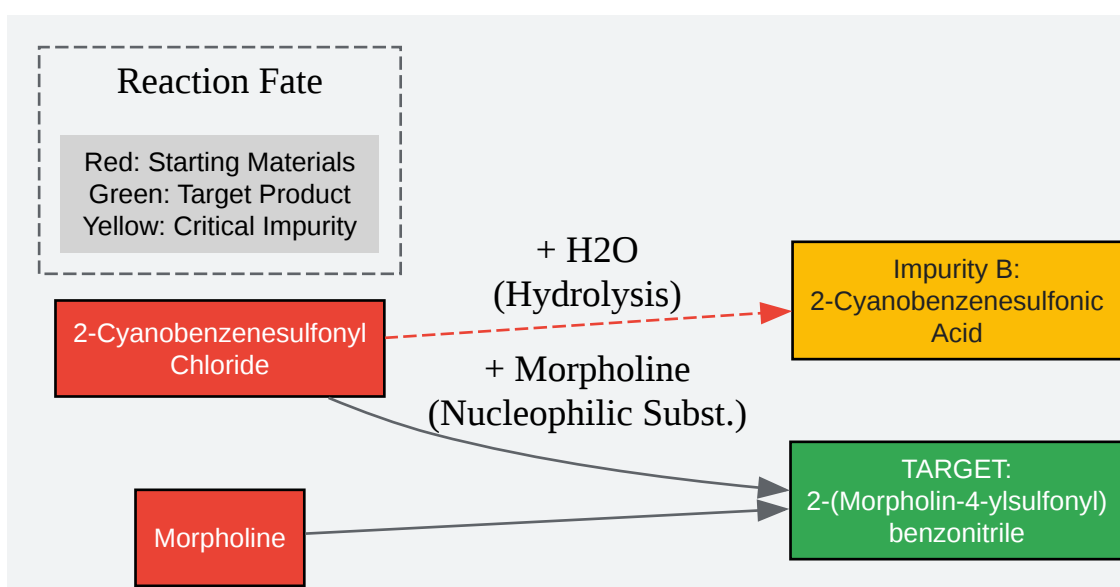 Reaction Fate
Red: Starting Materials
Green: Target Product
Yellow: Critical Impurity
+ H2O
(Hydrolysis)
Impurity B:
2-Cyanobenzenesulfonic
Acid
2-Cyanobenzenesulfonyl
Chloride
+ Morpholine
(Nucleophilic Subst.)
TARGET:
2-(Morpholin-4-ylsulfonyl)
benzonitrile
Morpholine